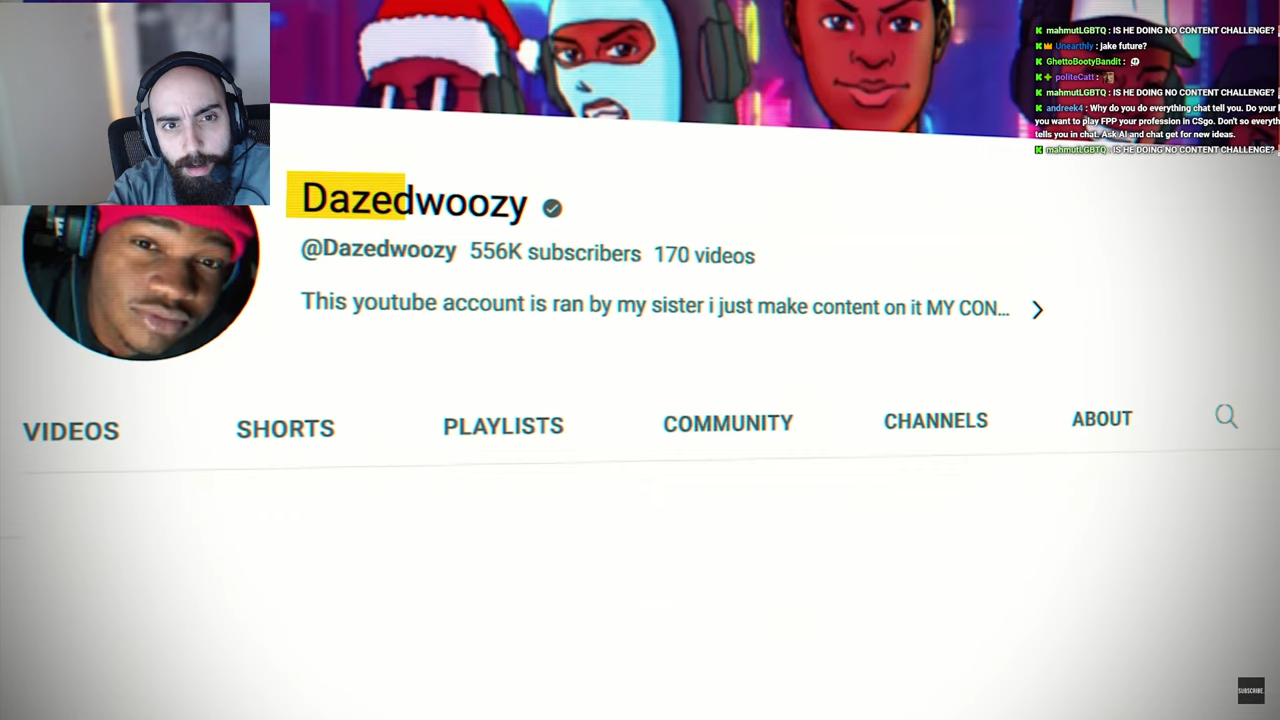 mahmutLGBTQ : IS HE DOING NO CONTENT CHALLENGE?
Unearthly : jake future?
GhettoBootyBandit :
politeCatt :
mahmutLGBTQ : IS HE DOING NO CONTENT CHALLENGE?
andreek4 : Why do you do everything chat tell you. Do your
you want to play FPP your profession in CSgo. Don't so everyth
tells you in chat. Ask AI and chat get for new ideas.
mahmutLGBTQ : IS HE DOING NO CONTENT CHALLENGE?
Dazedwoozy
@Dazedwoozy 556K subscribers 170 videos
This youtube account is ran by my sister i just make content on it MY CON...
VIDEOS SHORTS PLAYLISTS COMMUNITY CHANNELS ABOUT
SUBSCRIBE